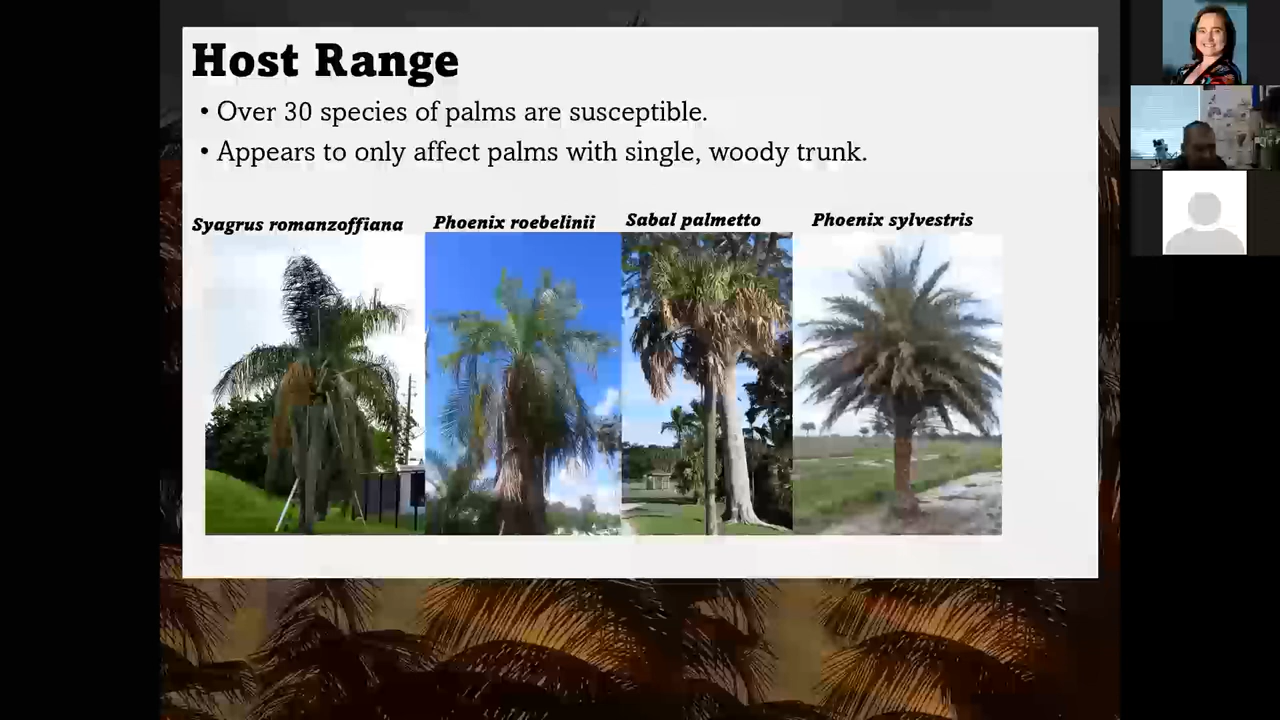 Host Range
• Over 30 species of palms are susceptible.
• Appears to only affect palms with single, woody trunk.
Syagrus romanzoffiana
Phoenix roebelinii
Sabal palmetto
Phoenix sylvestris